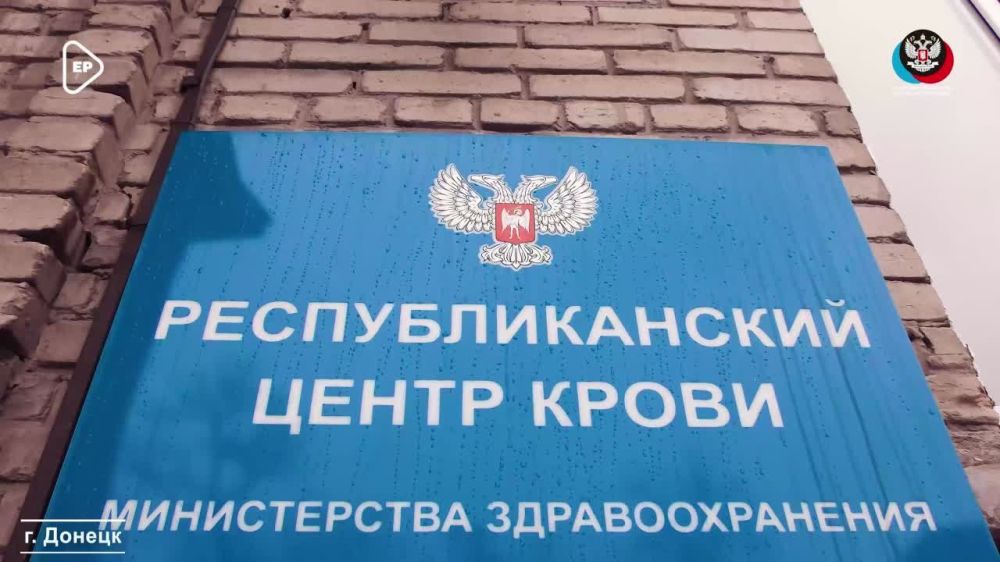 ЕР
РЕСПУБЛИКАНСКИЙ
ЦЕНТР КРОВИ
МИНИСТЕРСТВА ЗДРАВООХРАНЕНИЯ
г. Донецк